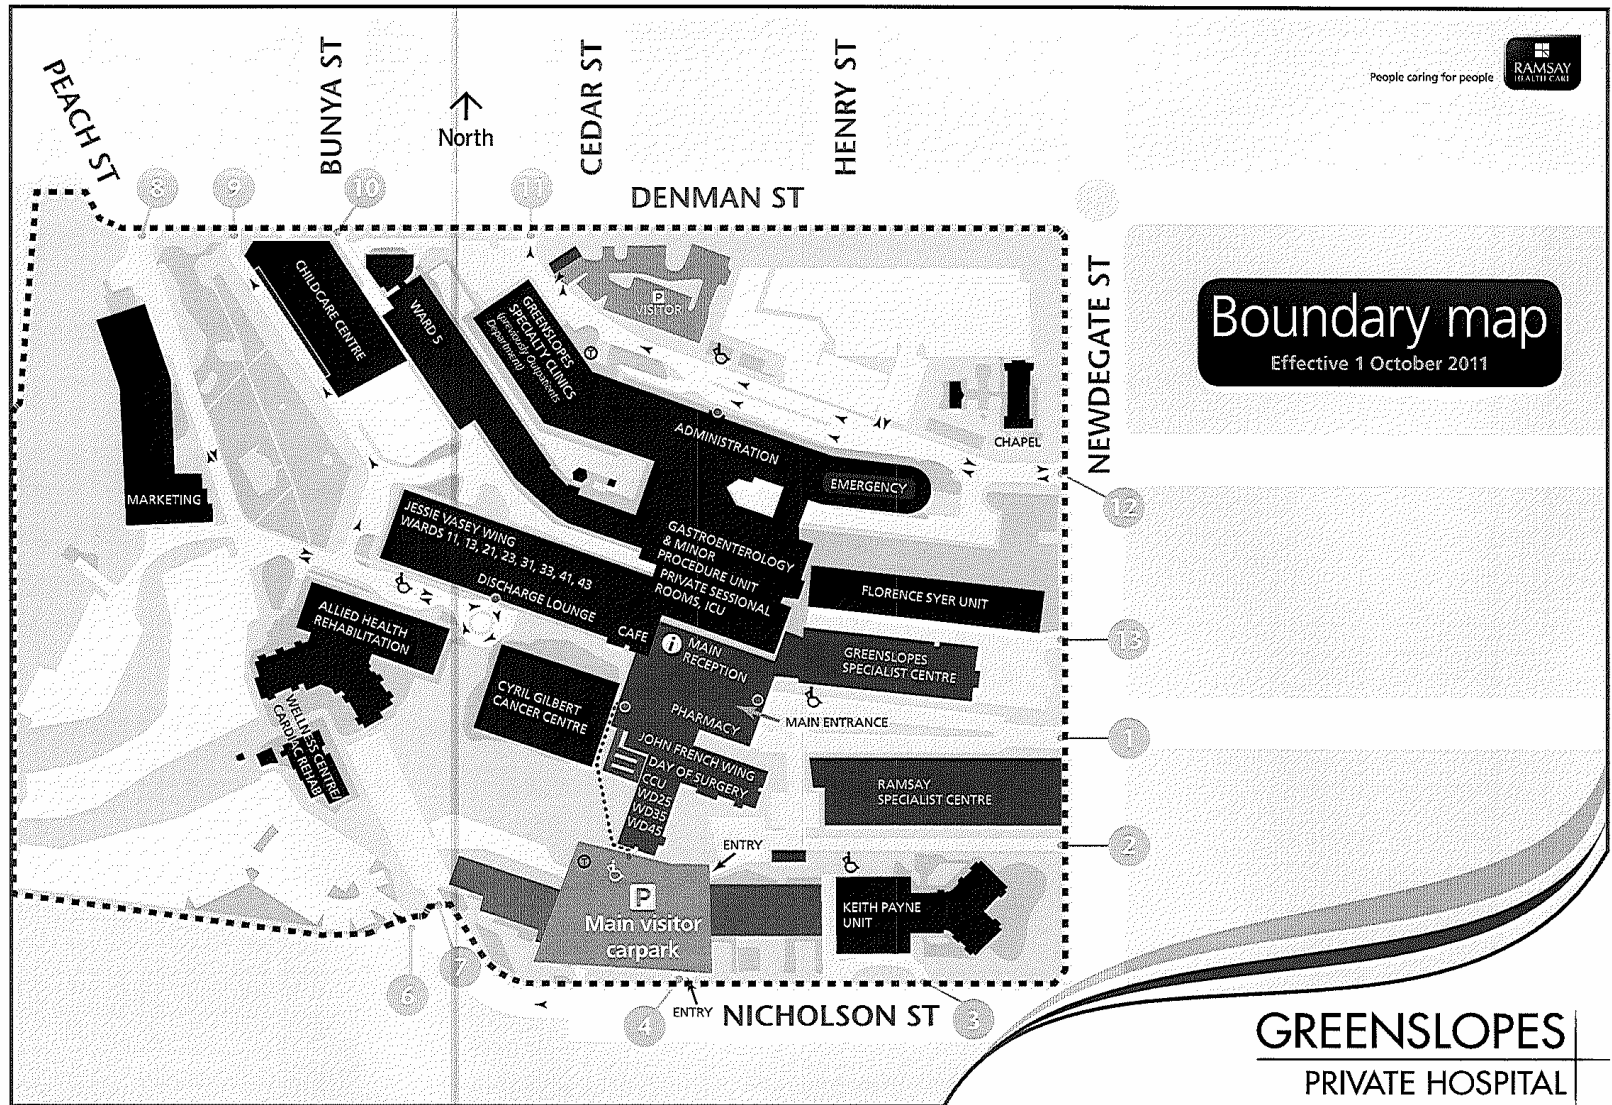 PEACH ST
BUNYA ST
North
CEDAR ST
HENRY ST
People caring for people
RAMSAY
HEALTH CARE
8
9
10
11
DENMAN ST
NEWDEGATE ST
Boundary map
Effective 1 October 2011
CHILDCARE CENTRE
WARD 5
GREENSLOPES
SPECIALTY CLINICS
(previously Outpatients
Department)
P
VISITOR
T
CHAPEL
ADMINISTRATION
EMERGENCY
MARKETING
12
JESSIE VASEY WING
WARDS 11, 13, 21, 23, 31, 33, 41, 43
DISCHARGE LOUNGE
GASTROENTEROLOGY
& MINOR
PROCEDURE UNIT
PRIVATE SESSIONAL
ROOMS, ICU
FLORENCE SYER UNIT
ALLIED HEALTH
REHABILITATION
CAFE
i
MAIN
RECEPTION
GREENSLOPES
SPECIALIST CENTRE
13
CYRIL GILBERT
CANCER CENTRE
PHARMACY
MAIN ENTRANCE
1
WELLNESS CENTRE/
CARDIAC REHAB
JOHN FRENCH WING
DAY OF SURGERY
CCU
WD25
WD35
WD45
RAMSAY
SPECIALIST CENTRE
ENTRY
2
T
P
Main visitor
carpark
KEITH PAYNE
UNIT
7
6
4
ENTRY
NICHOLSON ST
3
GREENSLOPES
PRIVATE HOSPITAL